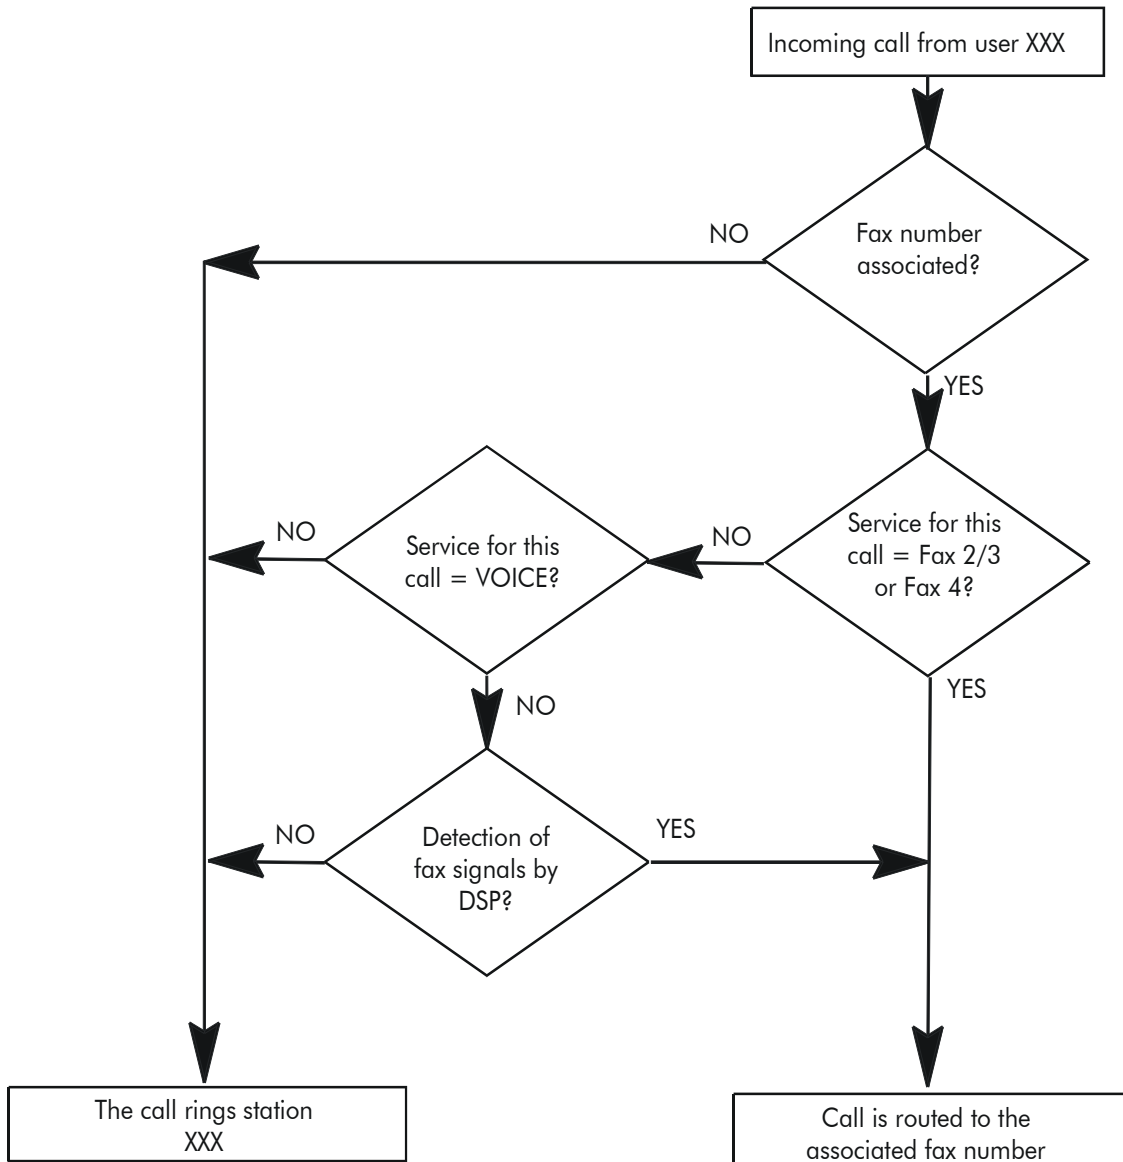 Incoming call from user XXX
NO
Fax number
associated?
YES
NO
Service for this
call = VOICE?
NO
Service for this
call = Fax 2/3
or Fax 4?
YES
NO
NO
Detection of
fax signals by
DSP?
YES
The call rings station
XXX
Call is routed to the
associated fax number